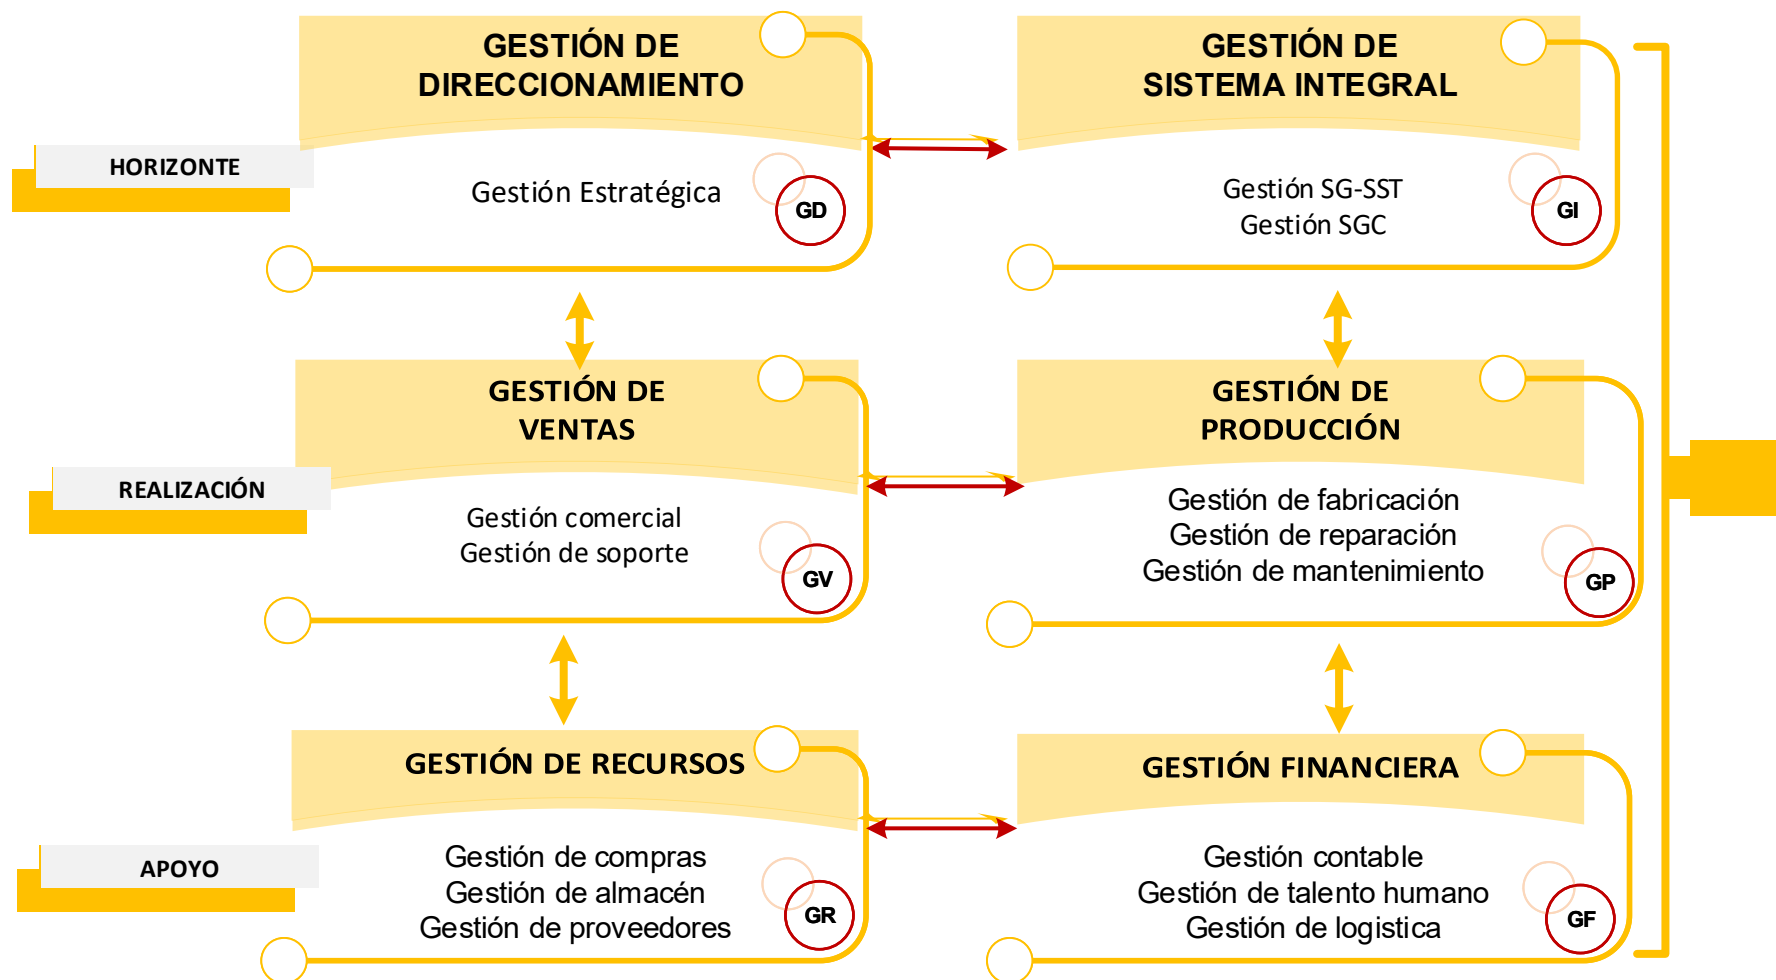 GESTIÓN DE
DIRECCIONAMIENTO
GESTIÓN DE
SISTEMA INTEGRAL
HORIZONTE
Gestión Estratégica
GD
Gestión SG-SST
Gestión SGC
GI
GESTIÓN DE
VENTAS
GESTIÓN DE
PRODUCCIÓN
REALIZACIÓN
Gestión comercial
Gestión de soporte
GV
Gestión de fabricación
Gestión de reparación
Gestión de mantenimiento
GP
GESTIÓN DE RECURSOS
GESTIÓN FINANCIERA
APOYO
Gestión de compras
Gestión de almacén
Gestión de proveedores
GR
Gestión contable
Gestión de talento humano
Gestión de logistica
GF